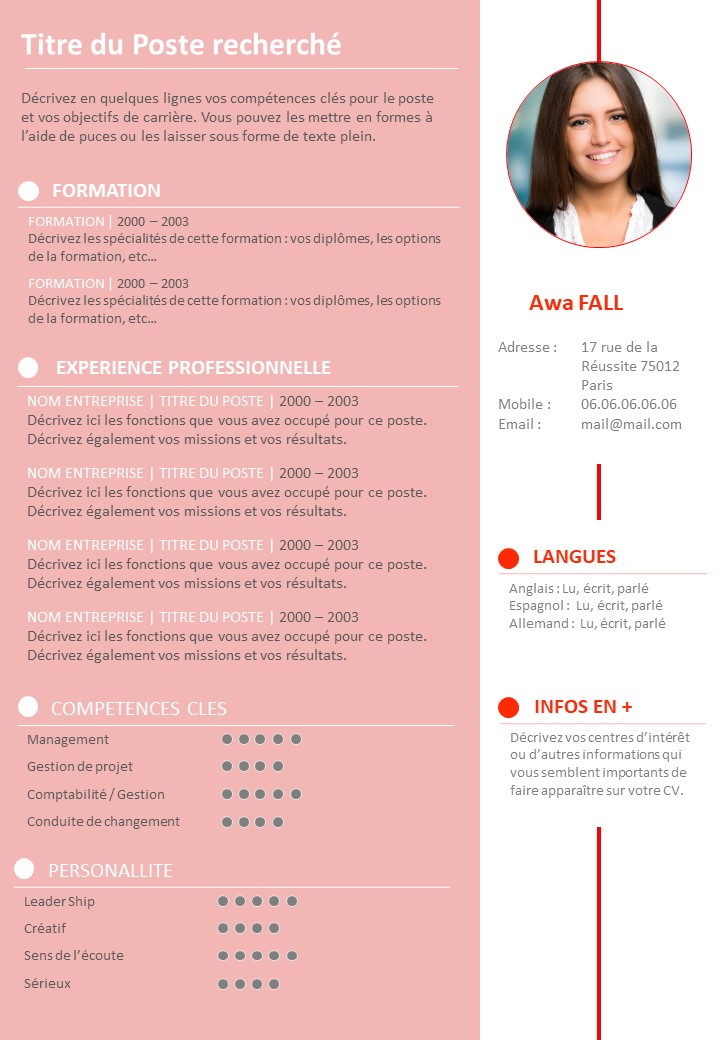 Titre du Poste recherché
Décrivez en quelques lignes vos compétences clés pour le poste
et vos objectifs de carrière. Vous pouvez les mettre en formes à
l’aide de puces ou les laisser sous forme de texte plein.
FORMATION
FORMATION | 2000 – 2003
Décrivez les spécialités de cette formation : vos diplômes, les options
de la formation, etc…
FORMATION | 2000 – 2003
Décrivez les spécialités de cette formation : vos diplômes, les options
de la formation, etc…
EXPERIENCE PROFESSIONNELLE
NOM ENTREPRISE | TITRE DU POSTE | 2000 – 2003
Décrivez ici les fonctions que vous avez occupé pour ce poste.
Décrivez également vos missions et vos résultats.
NOM ENTREPRISE | TITRE DU POSTE | 2000 – 2003
Décrivez ici les fonctions que vous avez occupé pour ce poste.
Décrivez également vos missions et vos résultats.
NOM ENTREPRISE | TITRE DU POSTE | 2000 – 2003
Décrivez ici les fonctions que vous avez occupé pour ce poste.
Décrivez également vos missions et vos résultats.
NOM ENTREPRISE | TITRE DU POSTE | 2000 – 2003
Décrivez ici les fonctions que vous avez occupé pour ce poste.
Décrivez également vos missions et vos résultats.
COMPETENCES CLES
Management
Gestion de projet
Comptabilité / Gestion
Conduite de changement
PERSONALLITE
Leader Ship
Créatif
Sens de l’écoute
Sérieux
Awa FALL
Adresse : 17 rue de la
Réussite 75012
Paris
Mobile : 06.06.06.06.06
Email : mail@mail.com
LANGUES
Anglais : Lu, écrit, parlé
Espagnol : Lu, écrit, parlé
Allemand : Lu, écrit, parlé
INFOS EN +
Décrivez vos centres d’intérêt
ou d’autres informations qui
vous semblent importants de
faire apparaître sur votre CV.